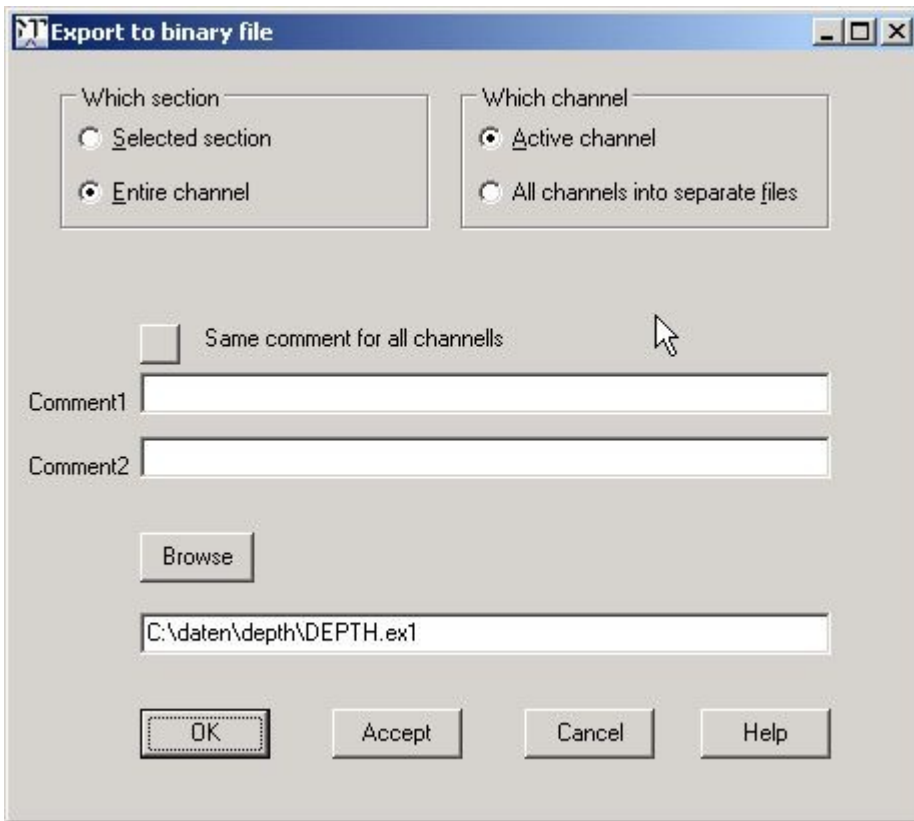 Export to binary file
Which section
Selected section
Entire channel
Which channel
Active channel
All channels into separate files
Same comment for all channells
Comment1
Comment2
Browse
C:\daten\depth\DEPTH.ex1
OK Accept Cancel Help